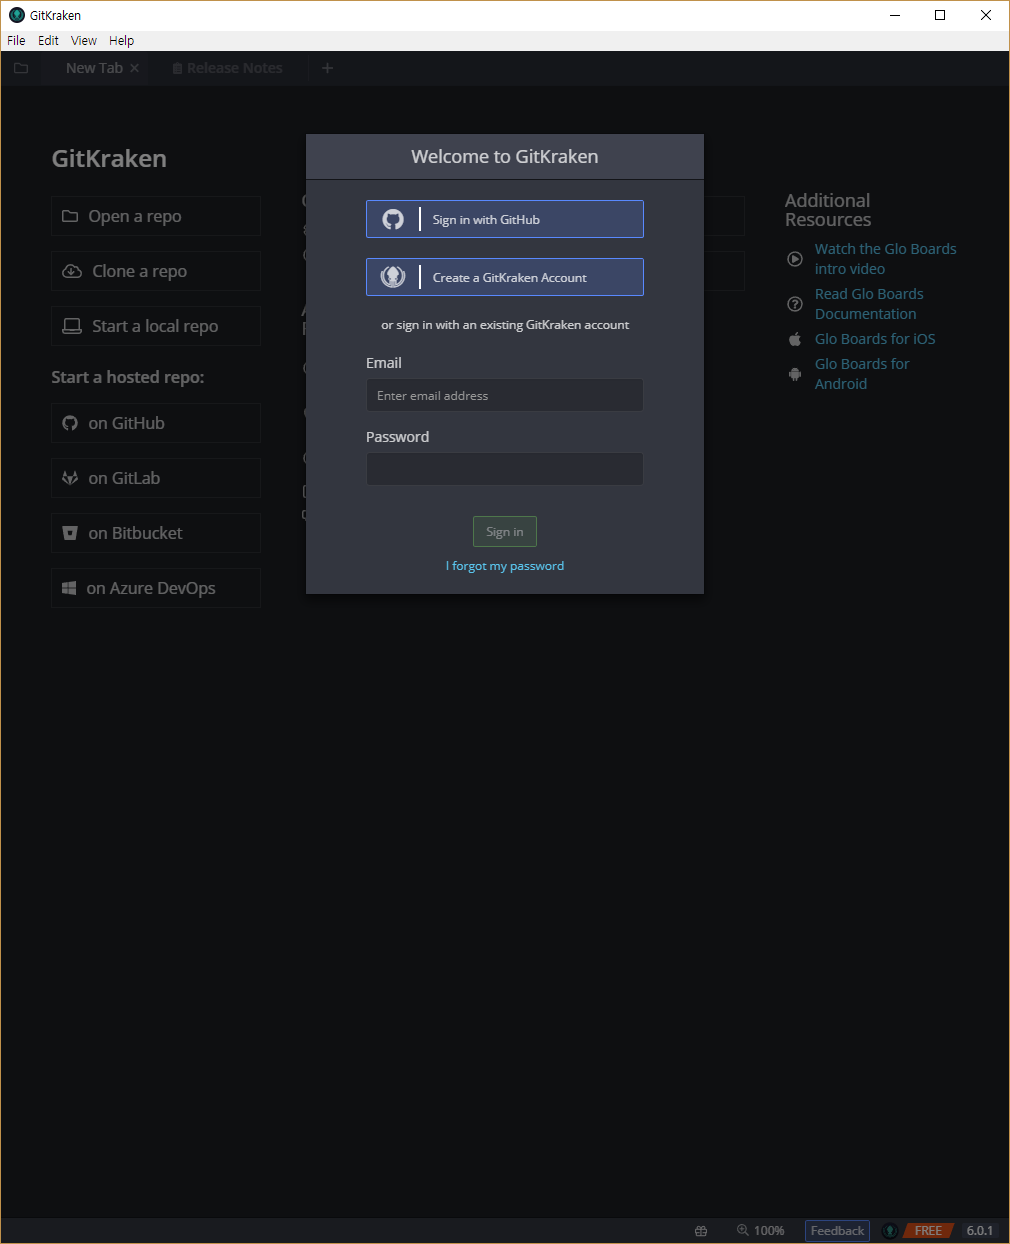 GitKraken
File Edit View Help
New Tab
Release Notes
GitKraken
Open a repo
Clone a repo
Start a local repo
Start a hosted repo:
on GitHub
on GitLab
on Bitbucket
on Azure DevOps
Welcome to GitKraken
Sign in with GitHub
Create a GitKraken Account
or sign in with an existing GitKraken account
Email
Enter email address
Password
Sign in
I forgot my password
Additional
Resources
Watch the Glo Boards
intro video
Read Glo Boards
Documentation
Glo Boards for iOS
Glo Boards for
Android
100%
Feedback
FREE
6.0.1